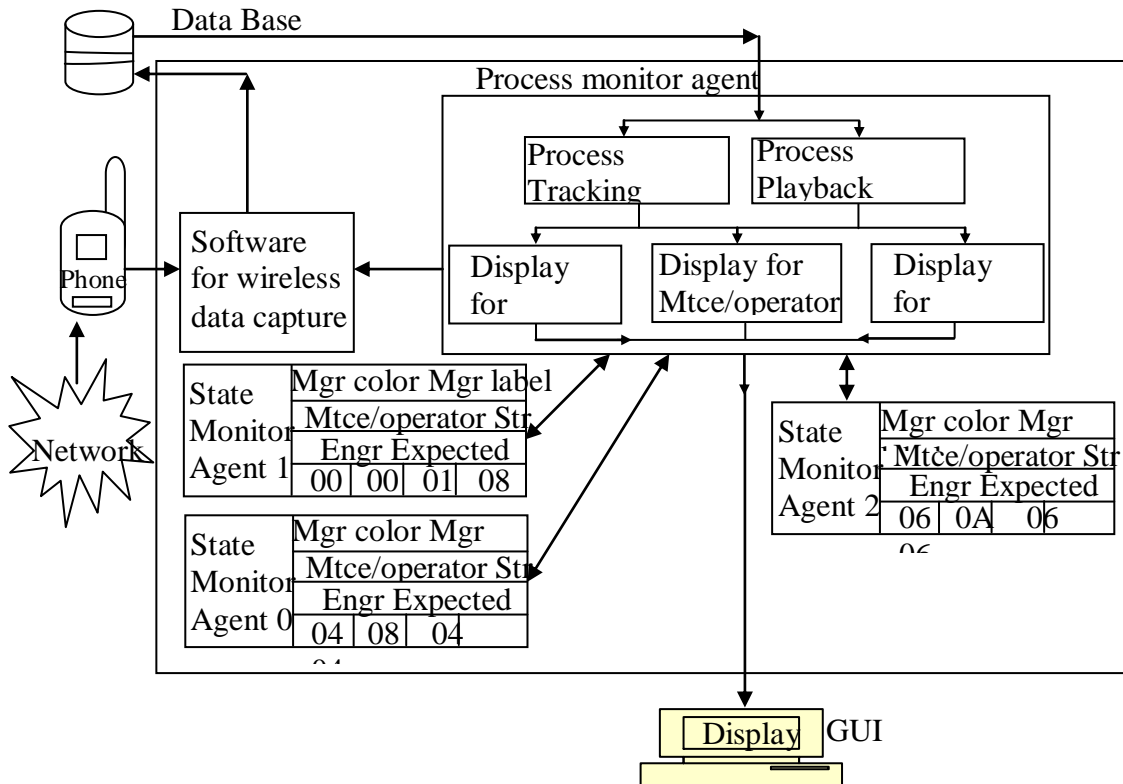 Data Base
Process monitor agent
Process
Tracking
Process
Playback
Software
for wireless
data capture
Display
for
Display for
Mtce/operator
Display
for
Phone
Network
State
Monitor
Agent 1
Mgr color Mgr label
Mtce/operator Str
Engr Expected
00 00 01 08
State
Monitor
Agent 2
Mgr color Mgr
Mtce/operator Str
Engr Expected
06 0A 06
State
Monitor
Agent 0
Mgr color Mgr
Mtce/operator Str
Engr Expected
04 08 04
Display
GUI